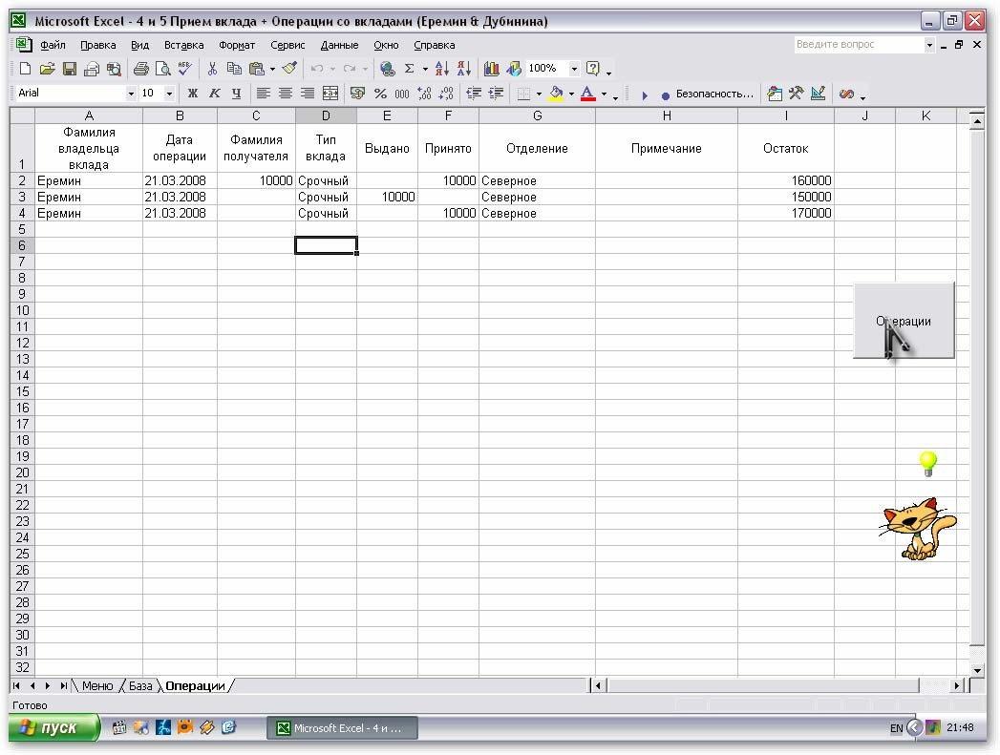 Microsoft Excel - 4 и 5 Прием вклада + Операции со вкладами (Еремин & Дубинина)
Файл Правка Вид Вставка Формат Сервис Данные Окно Справка Введите вопрос
Σ 100%
Arial 10 Ж К Ч % 000 Безопасность...
A B C D E F G H I J K
1 Фамилия владельца вклада Дата операции Фамилия получателя Тип вклада Выдано Принято Отделение Примечание Остаток
2 Еремин 21.03.2008 10000 Срочный 10000 Северное 160000
3 Еремин 21.03.2008 Срочный 10000 Северное 150000
4 Еремин 21.03.2008 Срочный 10000 Северное 170000
5
6
7
8
9
10
11
Операции
12
13
14
15
16
17
18
19
20
21
22
23
24
25
26
27
28
29
30
31
32
Меню База Операции
Готово
пуск Microsoft Excel - 4 и ... EN 21:48